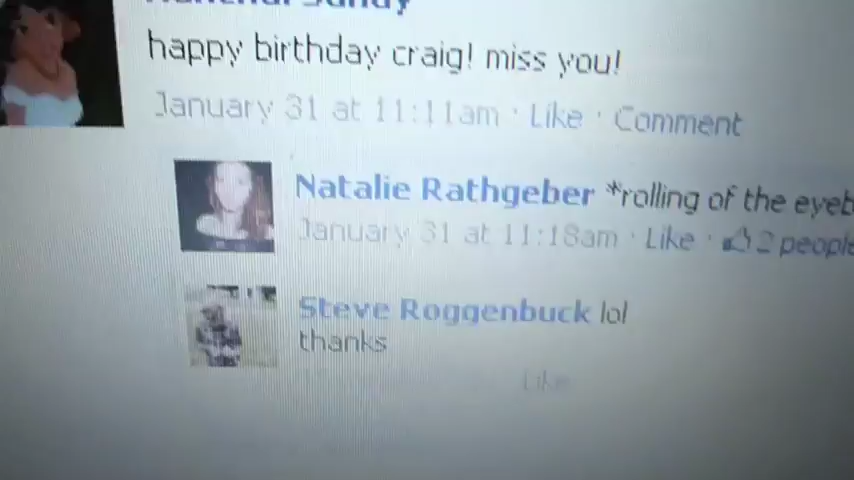 happy birthday craig! miss you!
January 31 at 11:11am · Like · Comment
Natalie Rathgeber *rolling of the eyeb
January 31 at 11:18am · Like · 2 people
Steve Roggenbuck lol
thanks
Like